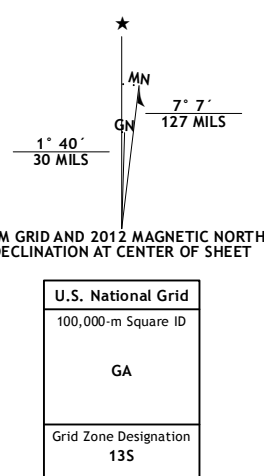 ★
MN
GN
7° 7´
127 MILS
1° 40´
30 MILS
M GRID AND 2012 MAGNETIC NORTH
DECLINATION AT CENTER OF SHEET
U.S. National Grid
100,000-m Square ID
GA
Grid Zone Designation
13S